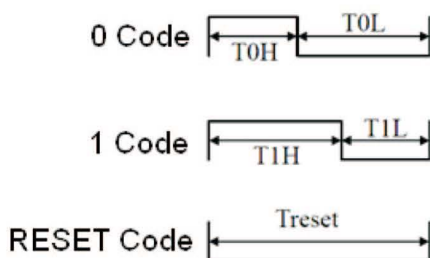 0 Code T0H T0L
1 Code T1H T1L
RESET Code Treset